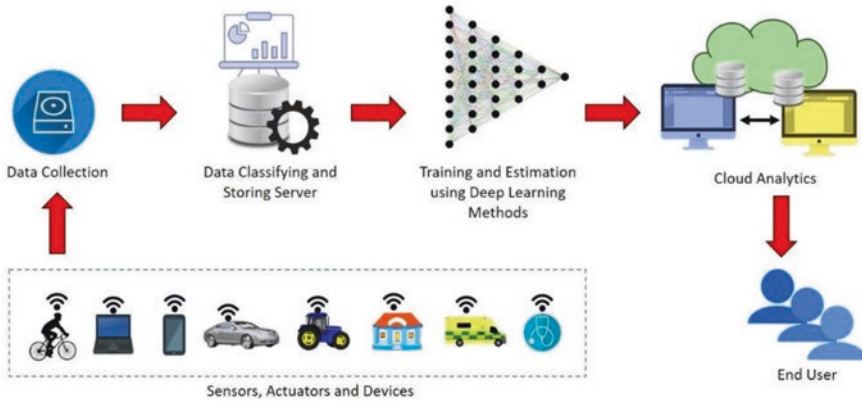 Data Collection
Data Classifying and
Storing Server
Training and Estimation
using Deep Learning
Methods
Cloud Analytics
Sensors, Actuators and Devices
End User